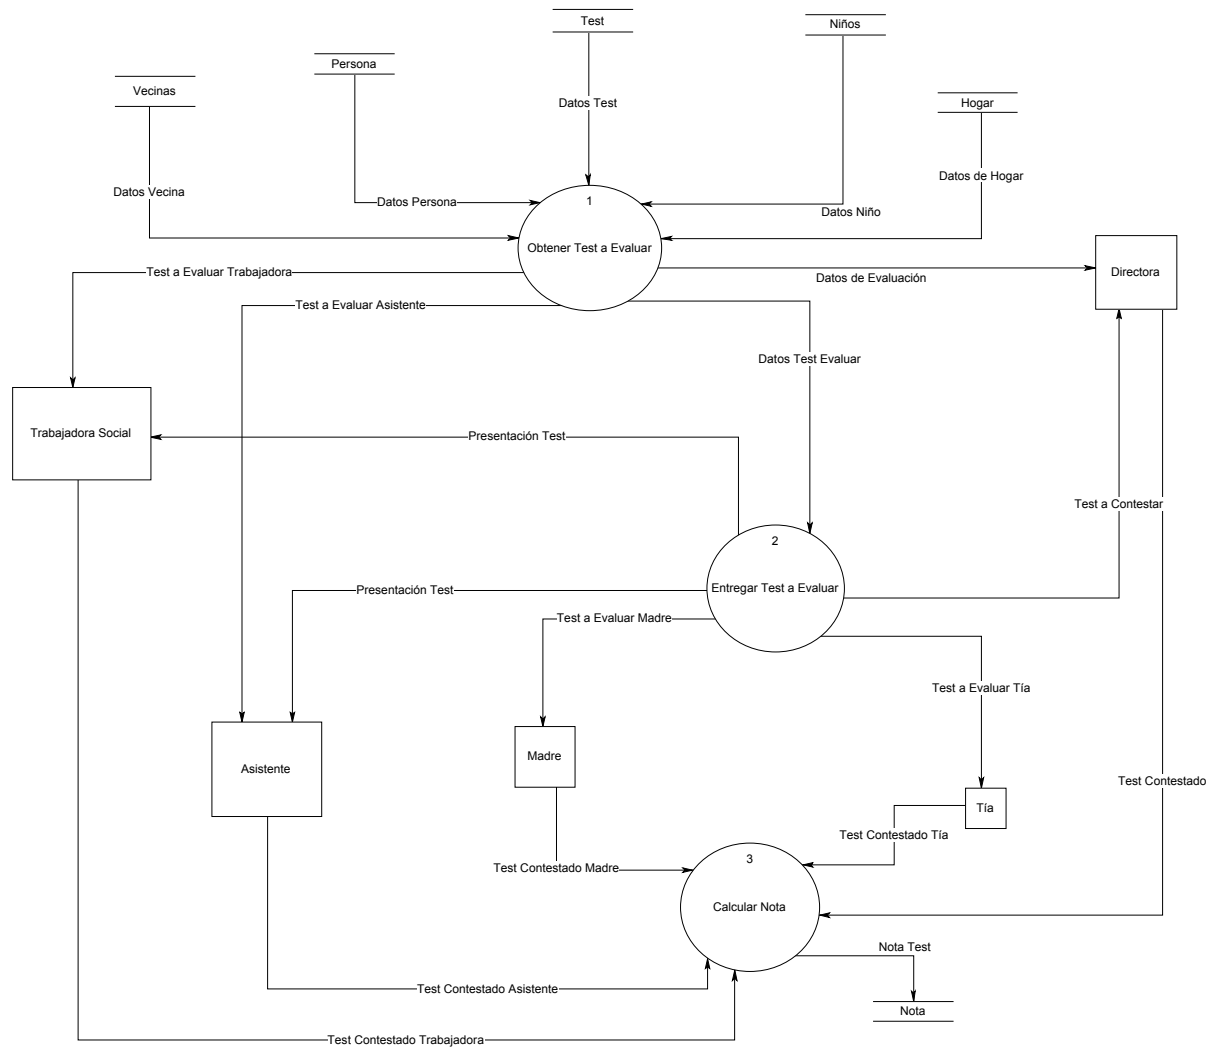 Test
Niños
Persona
Vecinas
Hogar
Datos Test
Datos Vecina
Datos de Hogar
Datos Persona
Datos Niño
1
Obtener Test a Evaluar
Test a Evaluar Trabajadora
Datos de Evaluación
Directora
Test a Evaluar Asistente
Datos Test Evaluar
Trabajadora Social
Presentación Test
Test a Contestar
2
Entregar Test a Evaluar
Presentación Test
Test a Evaluar Madre
Test a Evaluar Tía
Asistente
Madre
Test Contestado
Tía
Test Contestado Tía
Test Contestado Madre
3
Calcular Nota
Nota Test
Test Contestado Asistente
Nota
Test Contestado Trabajadora